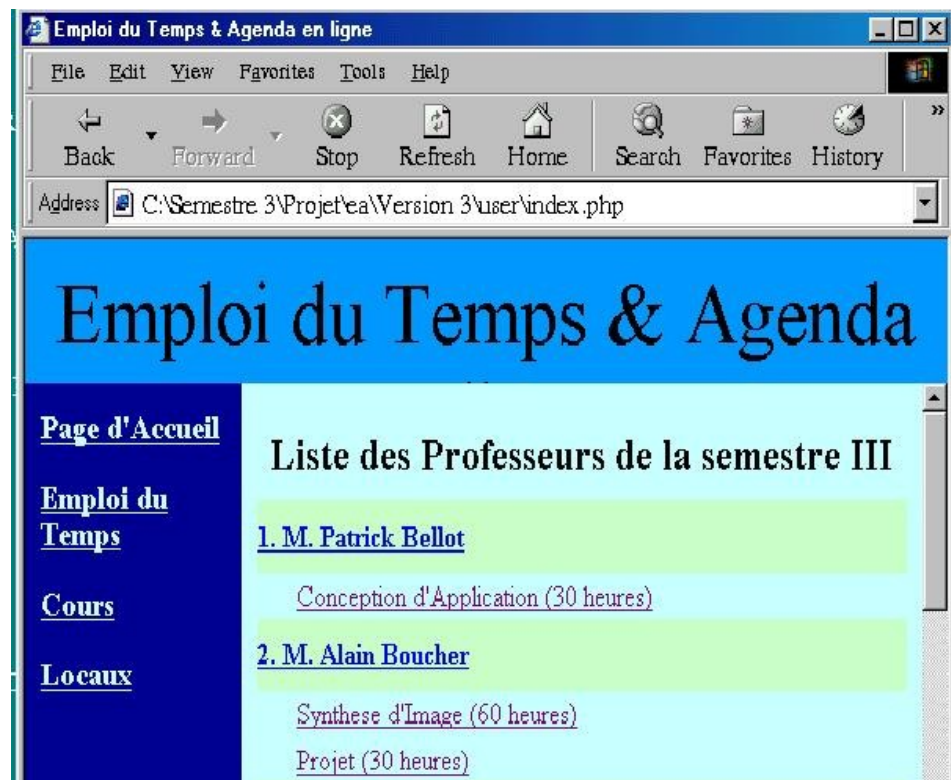 Emploi du Temps & Agenda en ligne
File Edit View Favorites Tools Help
Back Forward Stop Refresh Home Search Favorites History »
Address C:\Semestre 3\Projet\ea\Version 3\user\index.php
Emploi du Temps & Agenda
Page d'Accueil
Emploi du
Temps
Cours
Locaux
Liste des Professeurs de la semestre III
1. M. Patrick Bellot
Conception d'Application (30 heures)
2. M. Alain Boucher
Synthese d'Image (60 heures)
Projet (30 heures)